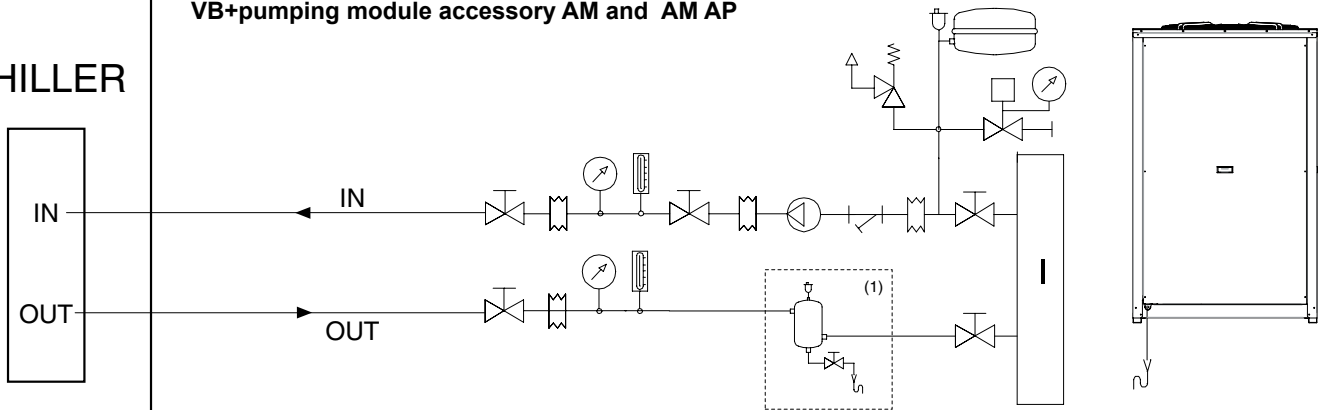 VB+pumping module accessory AM and AM AP
HILLER
IN
IN
OUT
OUT
(1)
I